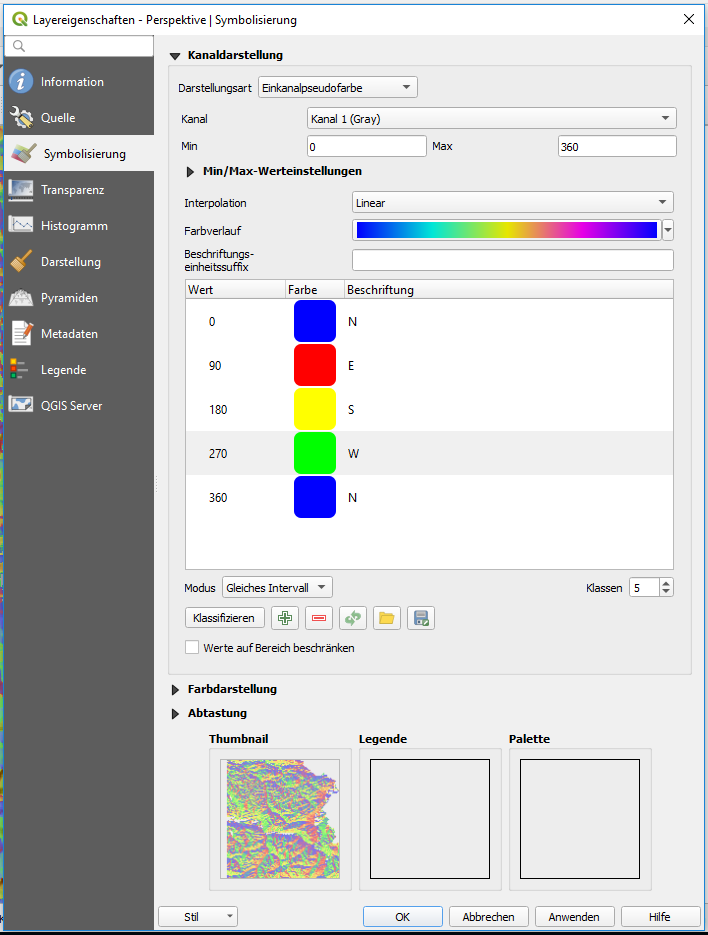 Layereigenschaften - Perspektive | Symbolisierung
Information
Quelle
Symbolisierung
Transparenz
Histogramm
Darstellung
Pyramiden
Metadaten
Legende
QGIS Server
Kanaldarstellung
Darstellungsart Einkanalpseudofarbe
Kanal Kanal 1 (Gray)
Min 0 Max 360
Min/Max-Werteinstellungen
Interpolation Linear
Farbverlauf
Beschriftungs-
einheitssuffix
Wert Farbe Beschriftung
0 N
90 E
180 S
270 W
360 N
Modus Gleiches Intervall Klassen 5
Klassifizieren
Werte auf Bereich beschränken
Farbdarstellung
Abtastung
Thumbnail Legende Palette
Stil OK Abbrechen Anwenden Hilfe